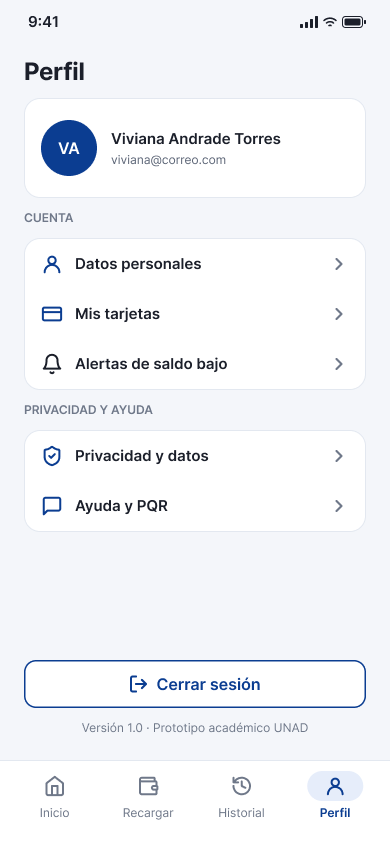 9:41
Perfil
VA
Viviana Andrade Torres
viviana@correo.com
CUENTA
Datos personales
Mis tarjetas
Alertas de saldo bajo
PRIVACIDAD Y AYUDA
Privacidad y datos
Ayuda y PQR
Cerrar sesión
Versión 1.0 · Prototipo académico UNAD
Inicio
Recargar
Historial
Perfil